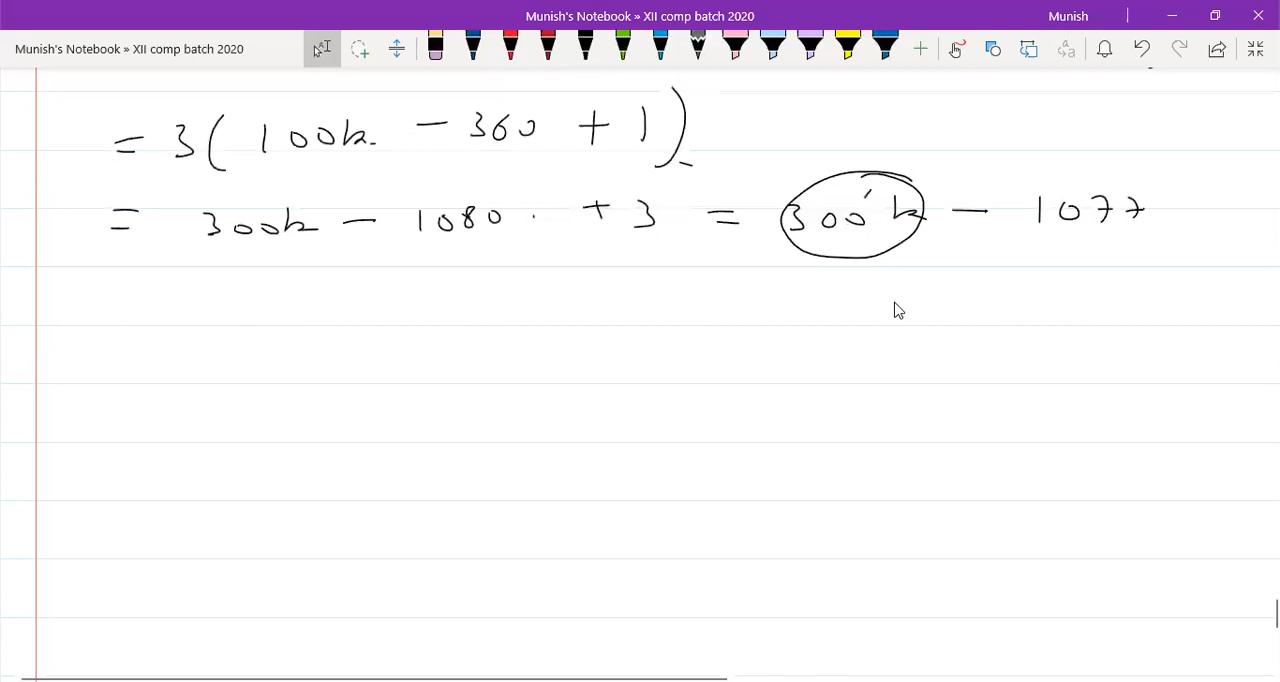 Munish's Notebook » XII comp batch 2020
Munish
Munish's Notebook » XII comp batch 2020
= 3(100k - 360 + 1)
= 300k - 1080 + 3 = 300k - 1077